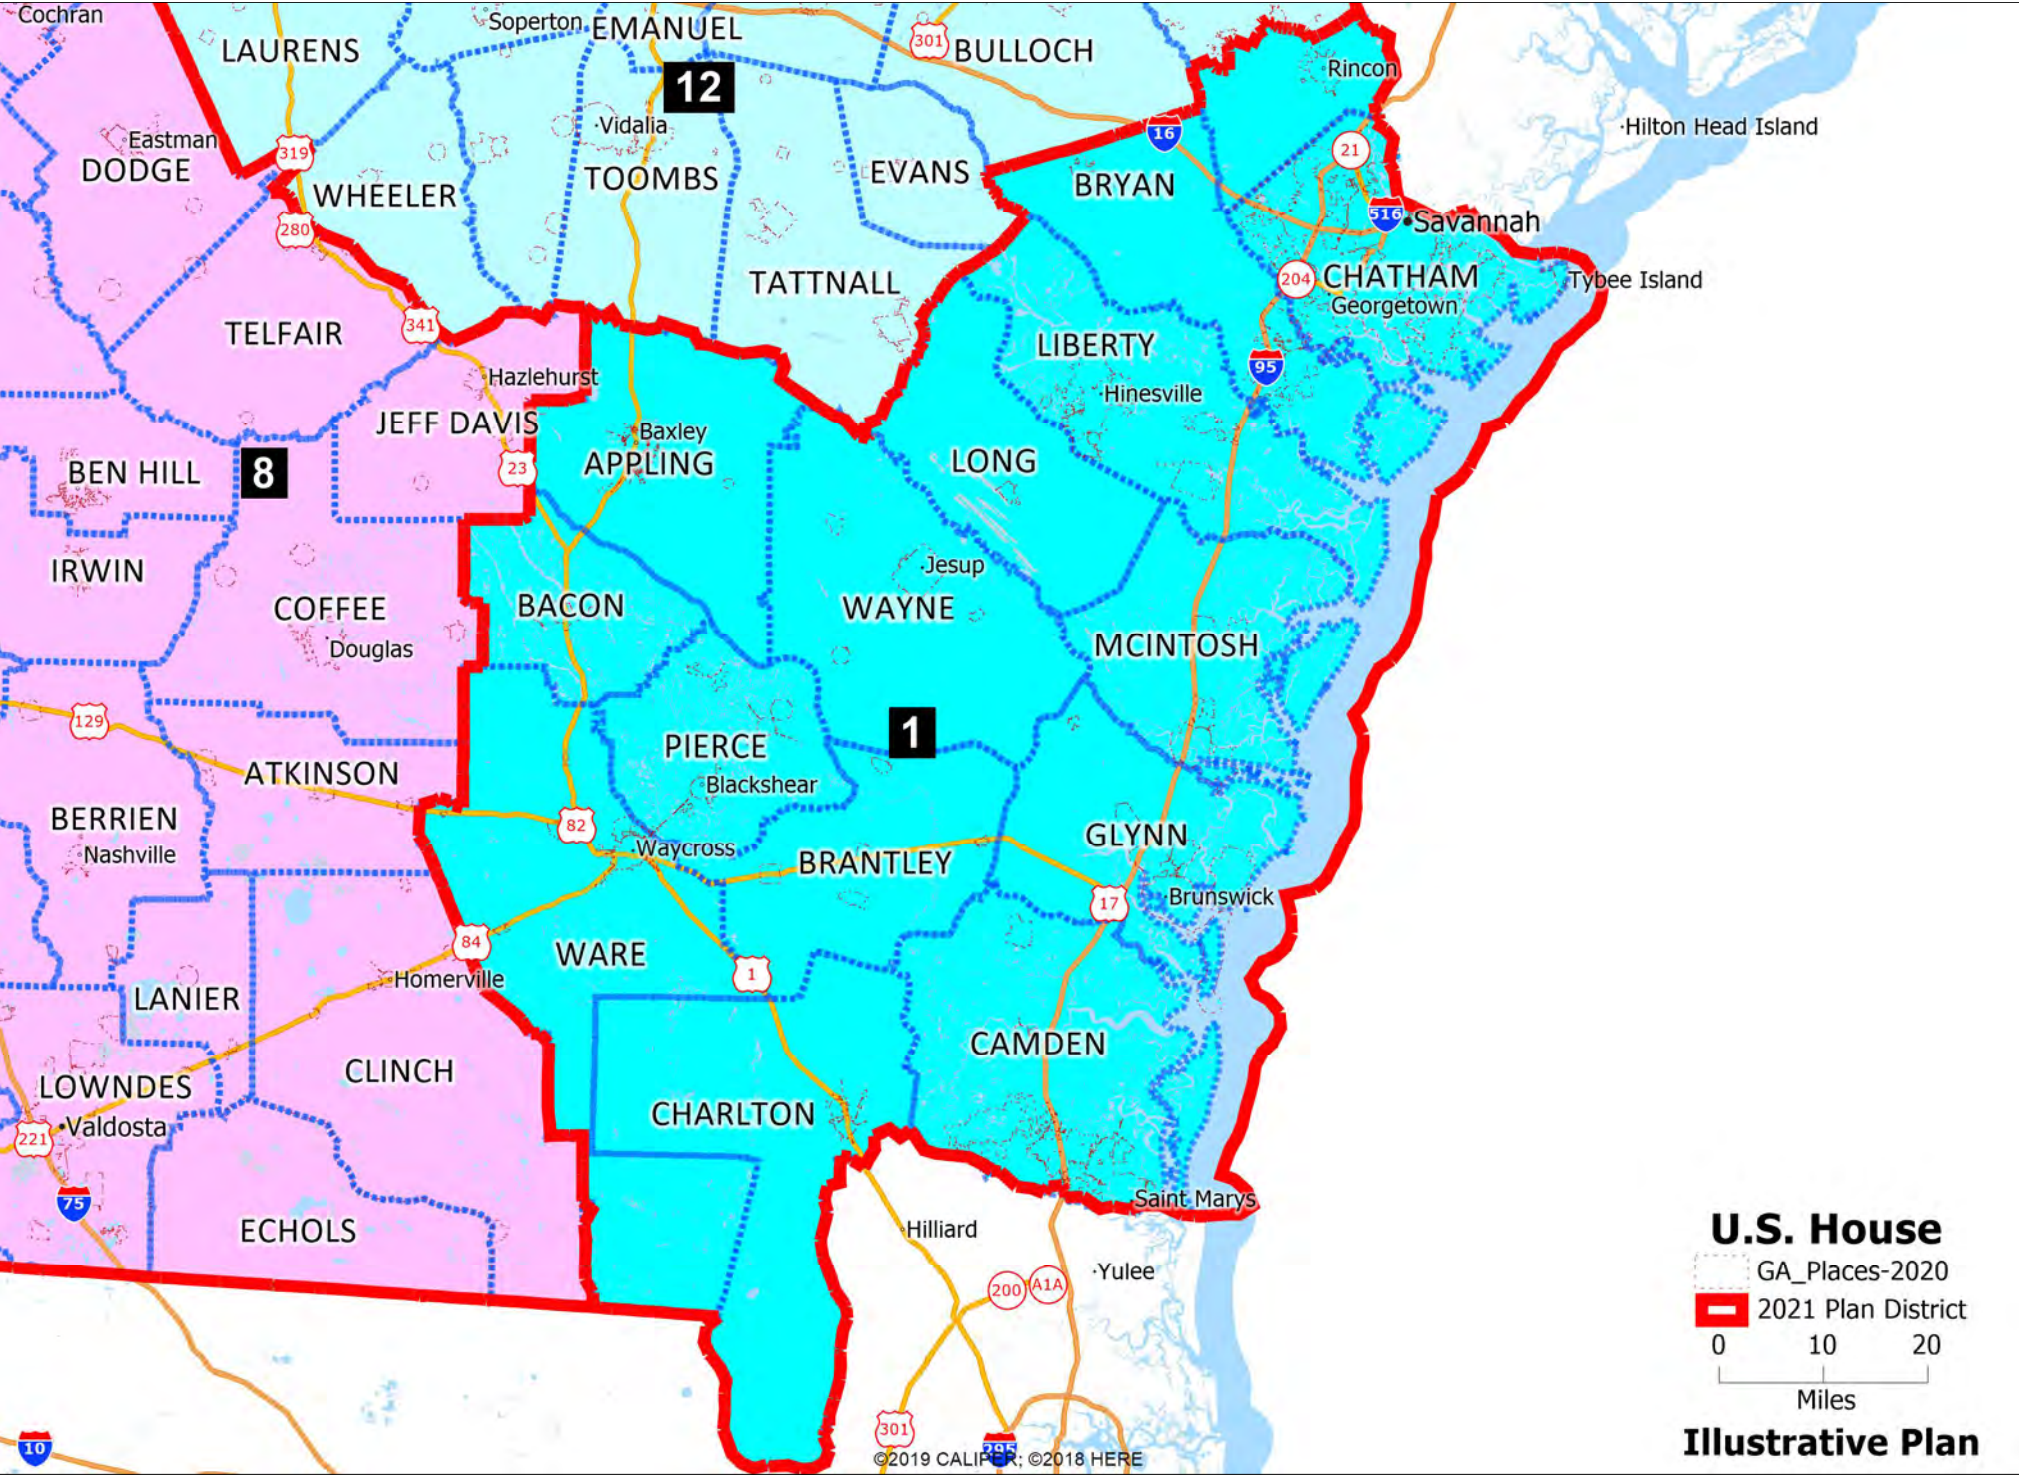 Cochran
Soperton
EMANUEL
LAURENS
301
BULLOCH
Rincon
12
Vidalia
16
Hilton Head Island
Eastman
319
21
DODGE
WHEELER
TOOMBS
EVANS
BRYAN
280
516
Savannah
TATTNALL
204
CHATHAM
Tybee Island
Georgetown
TELFAIR
341
LIBERTY
95
Hazlehurst
Hinesville
JEFF DAVIS
Baxley
BEN HILL
8
23
APPLING
LONG
IRWIN
Jesup
COFFEE
BACON
WAYNE
Douglas
MCINTOSH
129
1
PIERCE
ATKINSON
Blackshear
BERRIEN
82
GLYNN
Nashville
Waycross
BRANTLEY
17
Brunswick
84
WARE
Homerville
1
LANIER
CAMDEN
LOWNDES
CLINCH
CHARLTON
Valdosta
221
75
Saint Marys
ECHOLS
Hilliard
Yulee
200
A1A
U.S. House
GA_Places-2020
2021 Plan District
0 10 20
Miles
Illustrative Plan
301
10
295
©2019 CALIPER; ©2018 HERE